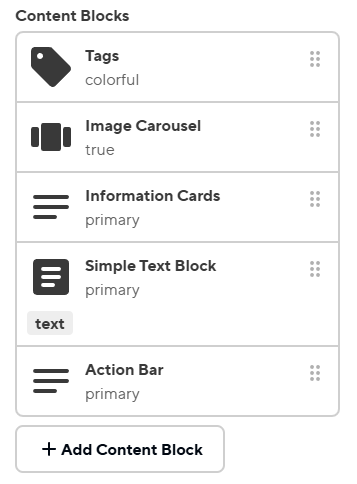 Content Blocks
Tags
colorful
Image Carousel
true
Information Cards
primary
Simple Text Block
primary
text
Action Bar
primary
+ Add Content Block